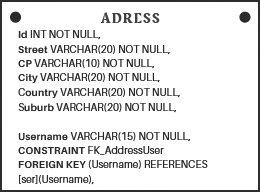 ADRESS
Id INT NOT NULL,
Street VARCHAR(20) NOT NULL,
CP VARCHAR(10) NOT NULL,
City VARCHAR(20) NOT NULL,
Country VARCHAR(20) NOT NULL,
Suburb VARCHAR(20) NOT NULL,
Username VARCHAR(15) NOT NULL,
CONSTRAINT FK_AddressUser
FOREIGN KEY (Username) REFERENCES
[ser](Username),